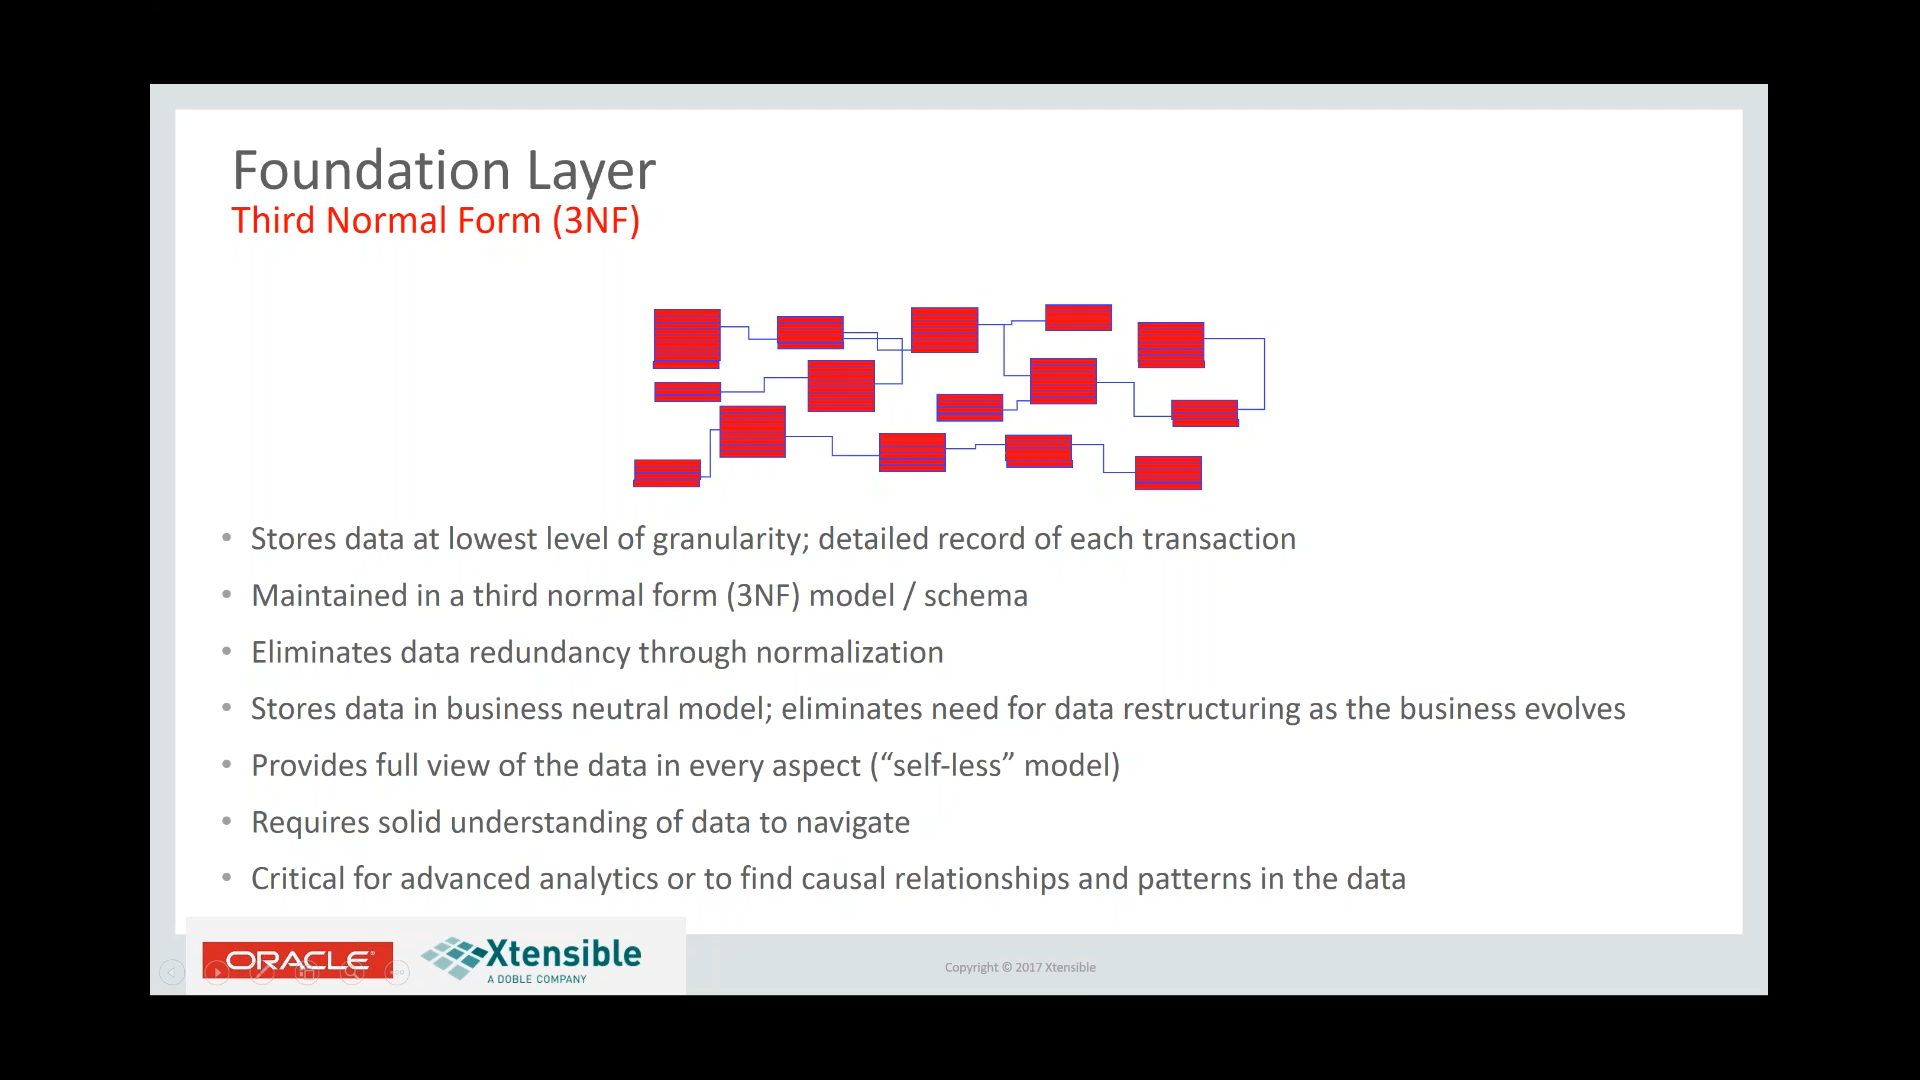 Foundation Layer
Third Normal Form (3NF)
• Stores data at lowest level of granularity; detailed record of each transaction
• Maintained in a third normal form (3NF) model / schema
• Eliminates data redundancy through normalization
• Stores data in business neutral model; eliminates need for data restructuring as the business evolves
• Provides full view of the data in every aspect (“self-less” model)
• Requires solid understanding of data to navigate
• Critical for advanced analytics or to find causal relationships and patterns in the data
ORACLE
Xtensible
A DOBLE COMPANY
Copyright © 2017 Xtensible